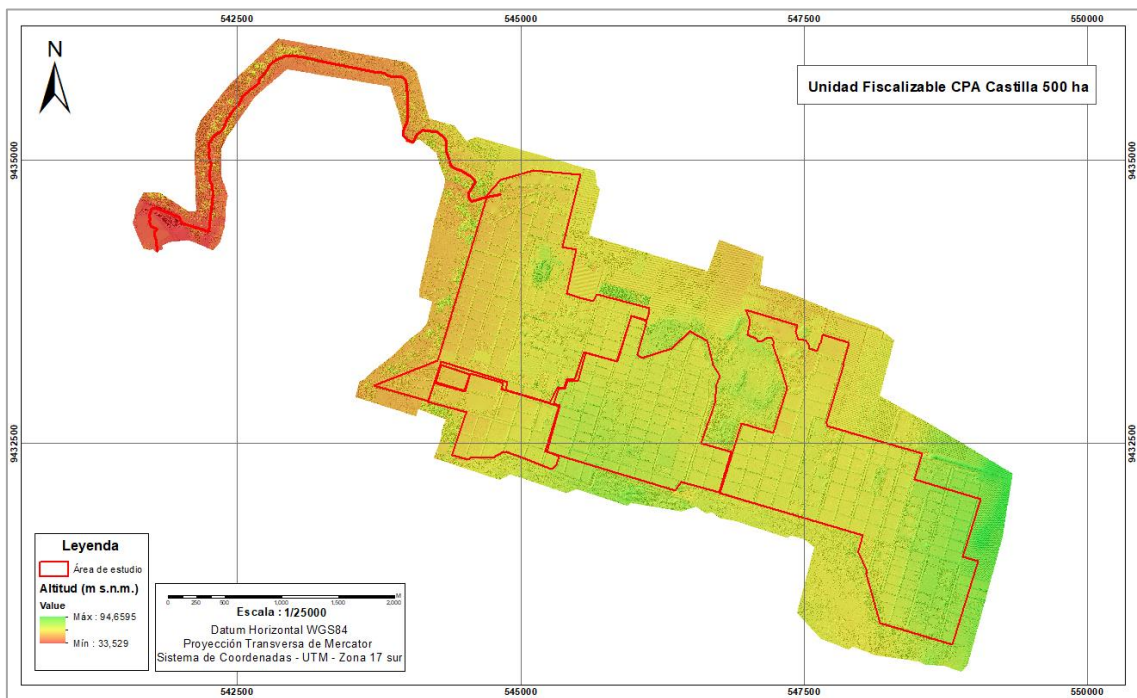 542500 545000 547500 550000
N
Unidad Fiscalizable CPA Castilla 500 ha
9435000 9435000
9432500 9432500
Leyenda
Área de estudio
Altitud (m s.n.m.)
Value
Máx : 94,6595
Mín : 33,529
0 250 500 1,000 1,500 2,000
M
Escala : 1/25000
Datum Horizontal WGS84
Proyección Transversa de Mercator
Sistema de Coordenadas - UTM - Zona 17 sur
542500 545000 547500 550000